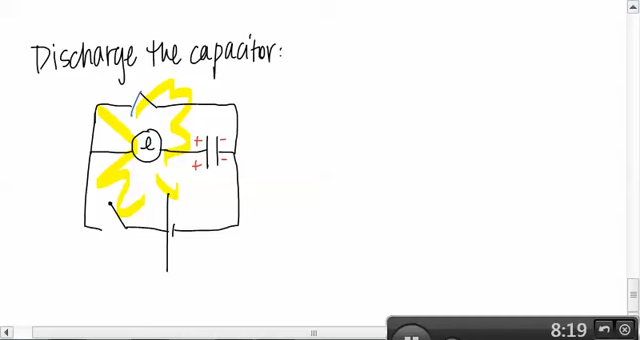 Discharge the capacitor:
l
+ -
+ -
8:19